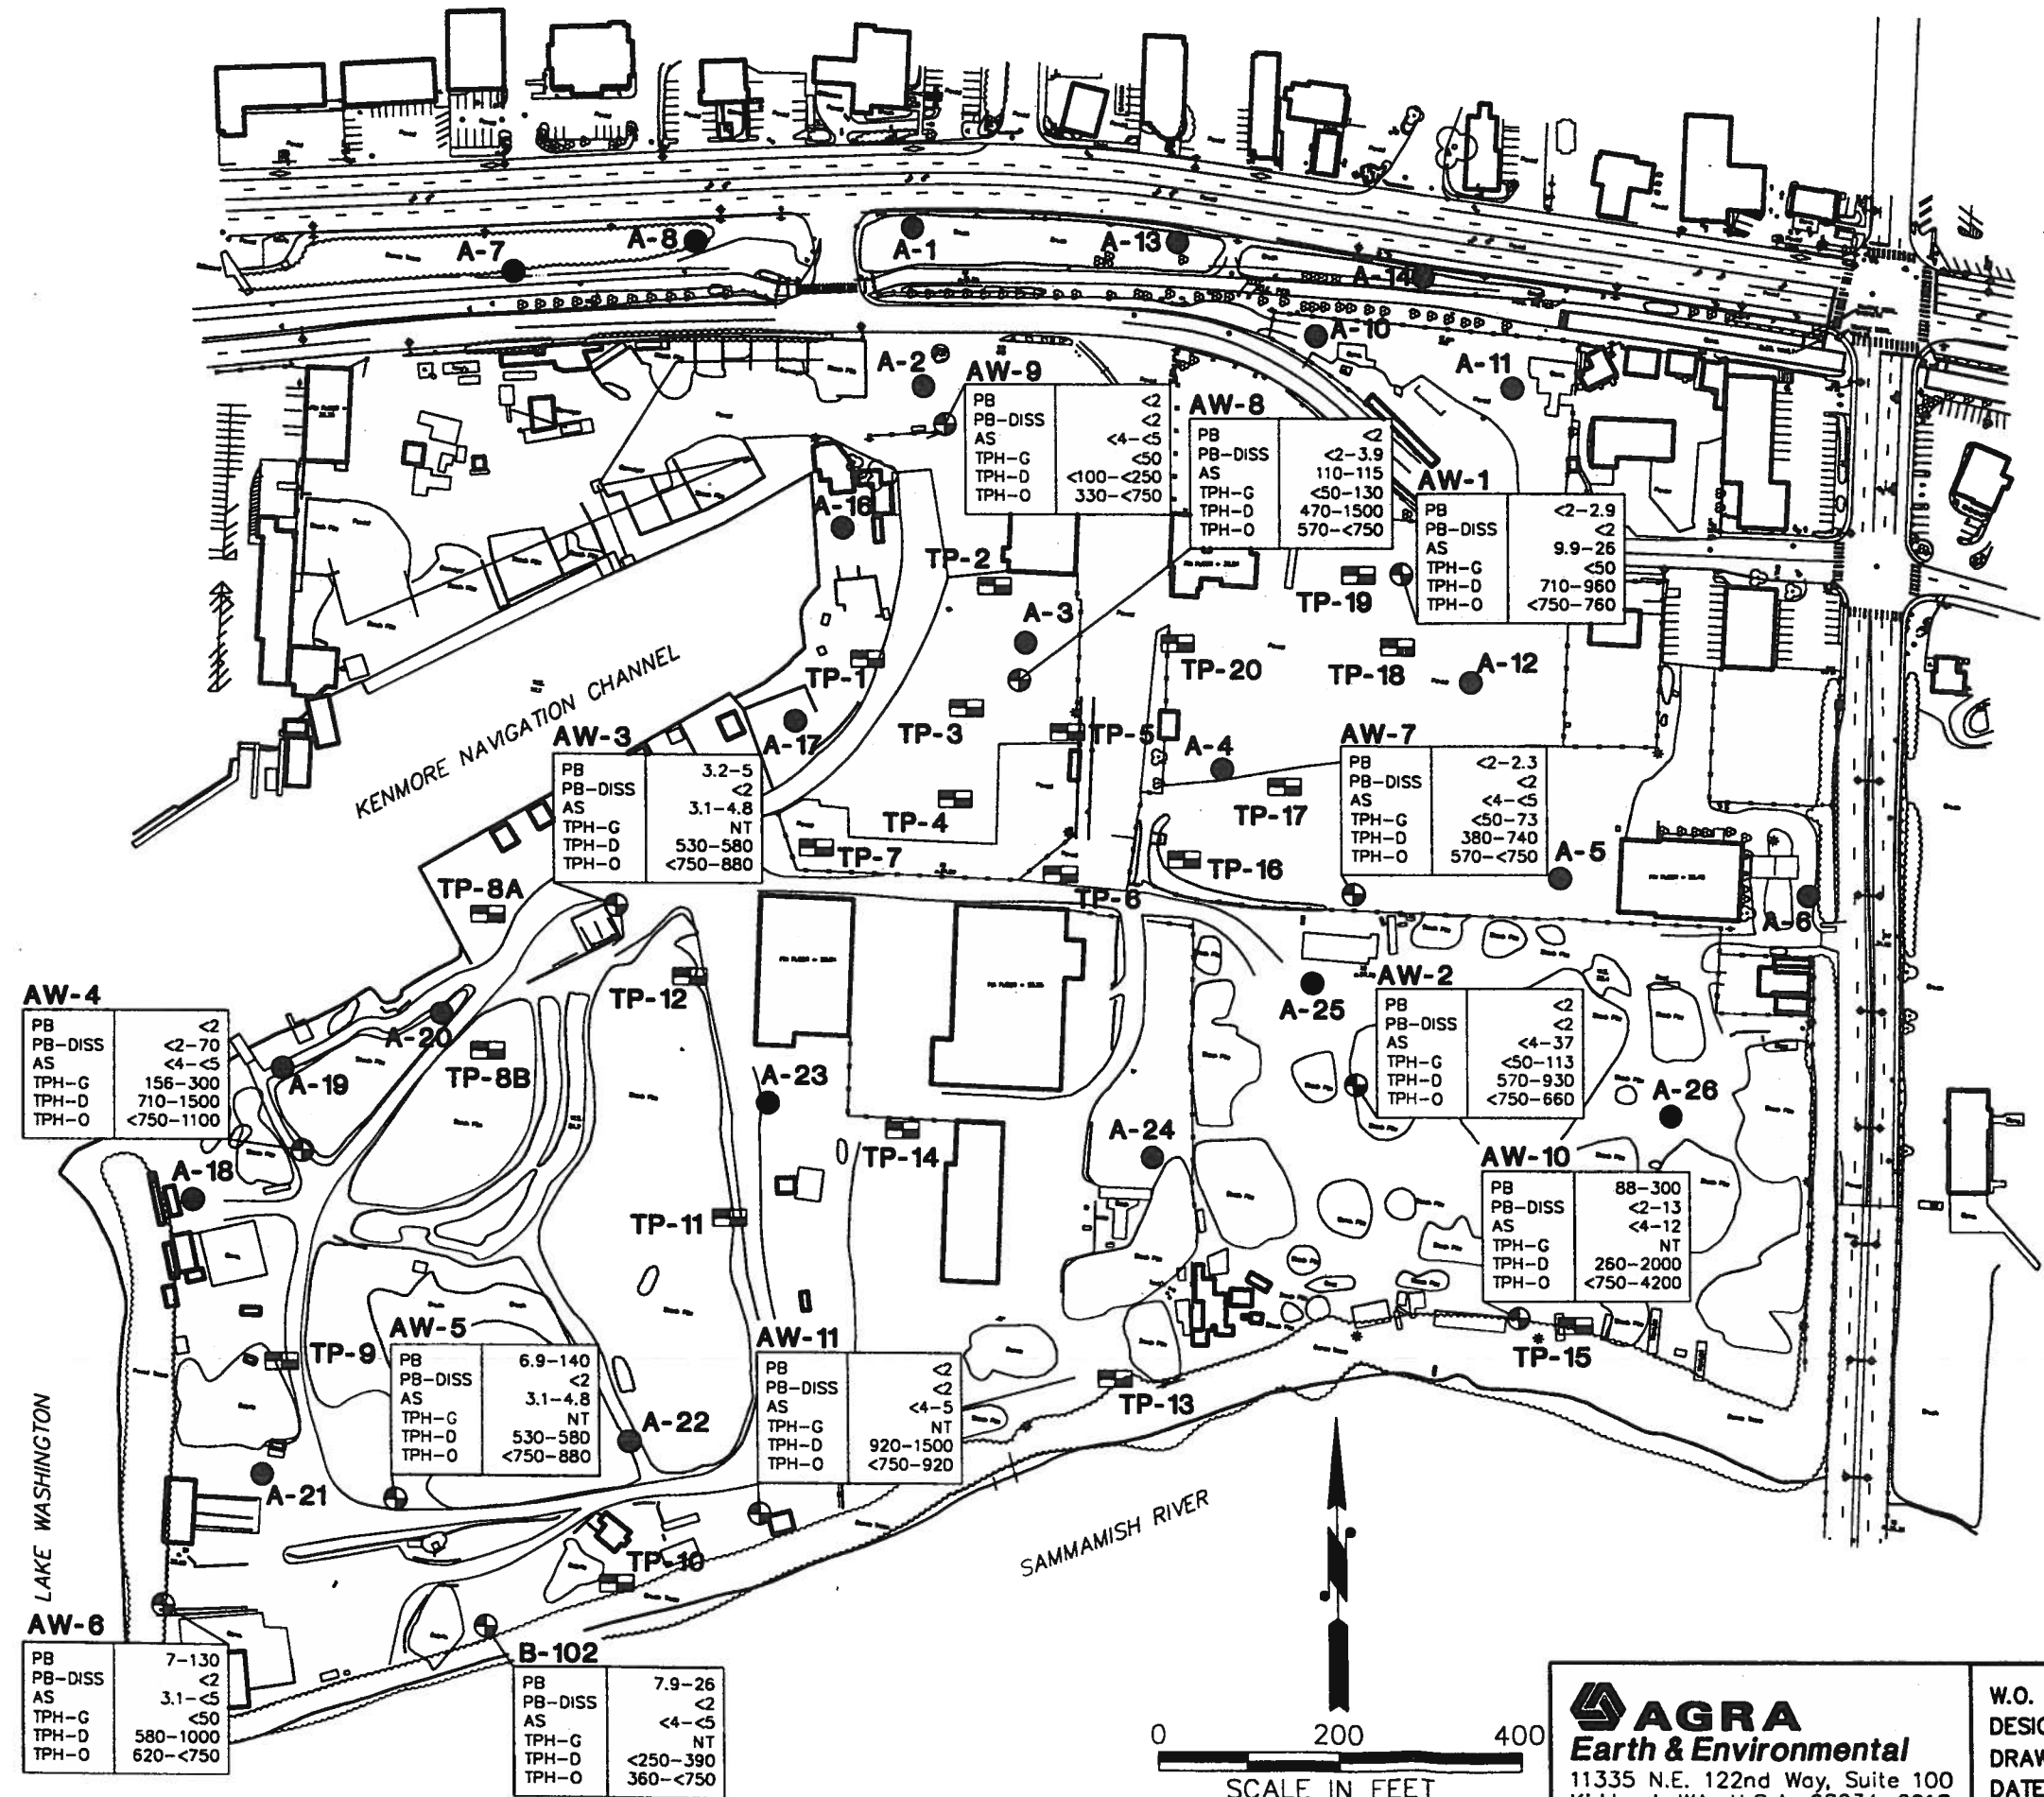 A-7
A-8
A-1
A-13
A-14
A-10
A-2
A-11
AW-9
PB <2
PB-DISS <2
AS <4-<5
TPH-G <50
TPH-D <100-<250
TPH-O 330-<750
AW-8
PB <2
PB-DISS <2-3.9
AS 110-115
TPH-G <50-130
TPH-D 470-1500
TPH-O 570-<750
AW-1
PB <2-2.9
PB-DISS <2
AS 9.9-26
TPH-G <50
TPH-D 710-960
TPH-O <750-760
A-16
TP-2
TP-19
A-3
TP-1
TP-20
TP-18
A-12
KENMORE NAVIGATION CHANNEL
TP-3
A-17
TP-5
A-4
AW-3
PB 3.2-5
PB-DISS <2
AS 3.1-4.8
TPH-G NT
TPH-D 530-580
TPH-O <750-880
AW-7
PB <2-2.3
PB-DISS <2
AS <4-<5
TPH-G <50-73
TPH-D 380-740
TPH-O 570-<750
TP-4
TP-17
TP-7
TP-16
A-5
TP-8A
TP-6
A-6
TP-12
A-25
AW-4
PB <2
PB-DISS <2-70
AS <4-<5
TPH-G 156-300
TPH-D 710-1500
TPH-O <750-1100
AW-2
PB <2
PB-DISS <2
AS <4-37
TPH-G <50-113
TPH-D 570-930
TPH-O <750-660
A-20
A-19
TP-8B
A-23
A-26
A-24
TP-14
A-18
AW-10
PB 88-300
PB-DISS <2-13
AS <4-12
TPH-G NT
TPH-D 260-2000
TPH-O <750-4200
TP-11
TP-9
AW-5
PB 6.9-140
PB-DISS <2
AS 3.1-4.8
TPH-G NT
TPH-D 530-580
TPH-O <750-880
AW-11
PB <2
PB-DISS <2
AS <4-5
TPH-G NT
TPH-D 920-1500
TPH-O <750-920
TP-15
TP-13
A-22
A-21
LAKE WASHINGTON
SAMMAMISH RIVER
TP-10
AW-6
PB 7-130
PB-DISS <2
AS 3.1-<5
TPH-G <50
TPH-D 580-1000
TPH-O 620-<750
B-102
PB 7.9-26
PB-DISS <2
AS <4-<5
TPH-G NT
TPH-D <250-390
TPH-O 360-<750
0 200 400
SCALE IN FEET
AGRA
Earth & Environmental
11335 N.E. 122nd Way, Suite 100
W.O.
DESIG
DRAW
DATE